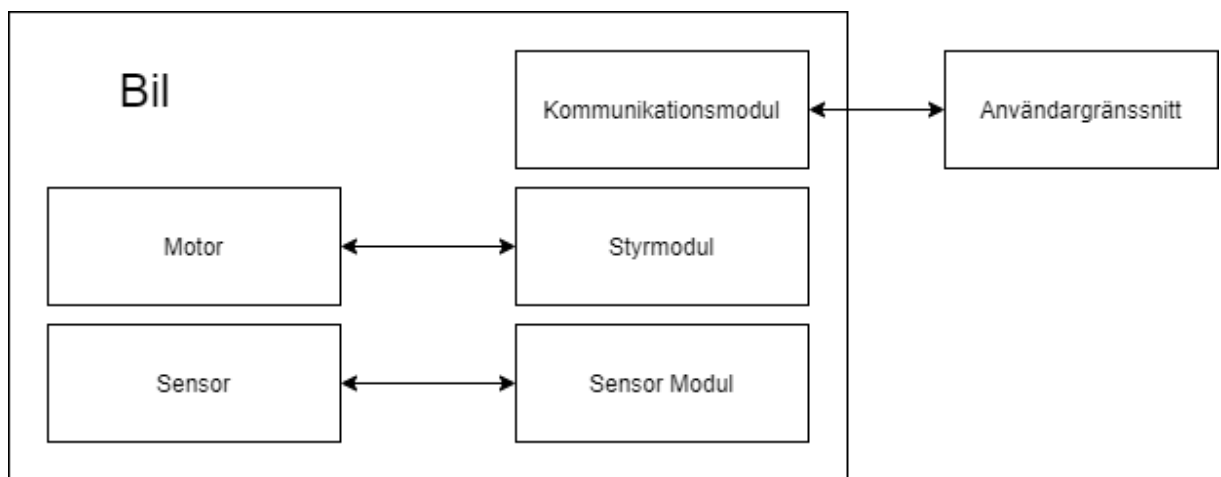 Bil
Kommunikationsmodul
Användargränssnitt
Motor
Styrmodul
Sensor
Sensor Modul